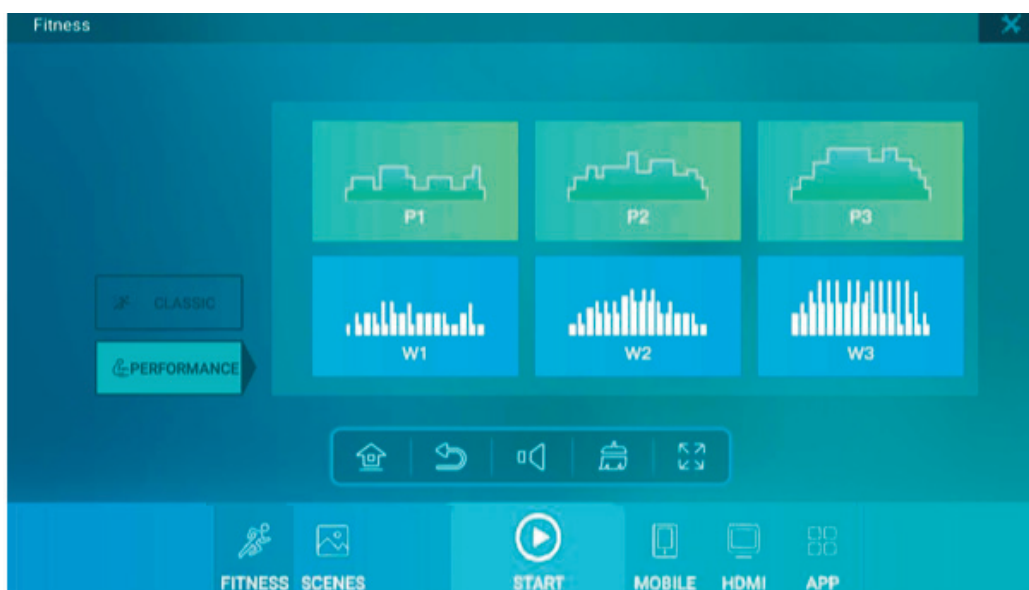 Fitness
P1
P2
P3
CLASSIC
W1
W2
W3
PERFORMANCE
FITNESS
SCENES
START
MOBILE
HDMI
APP